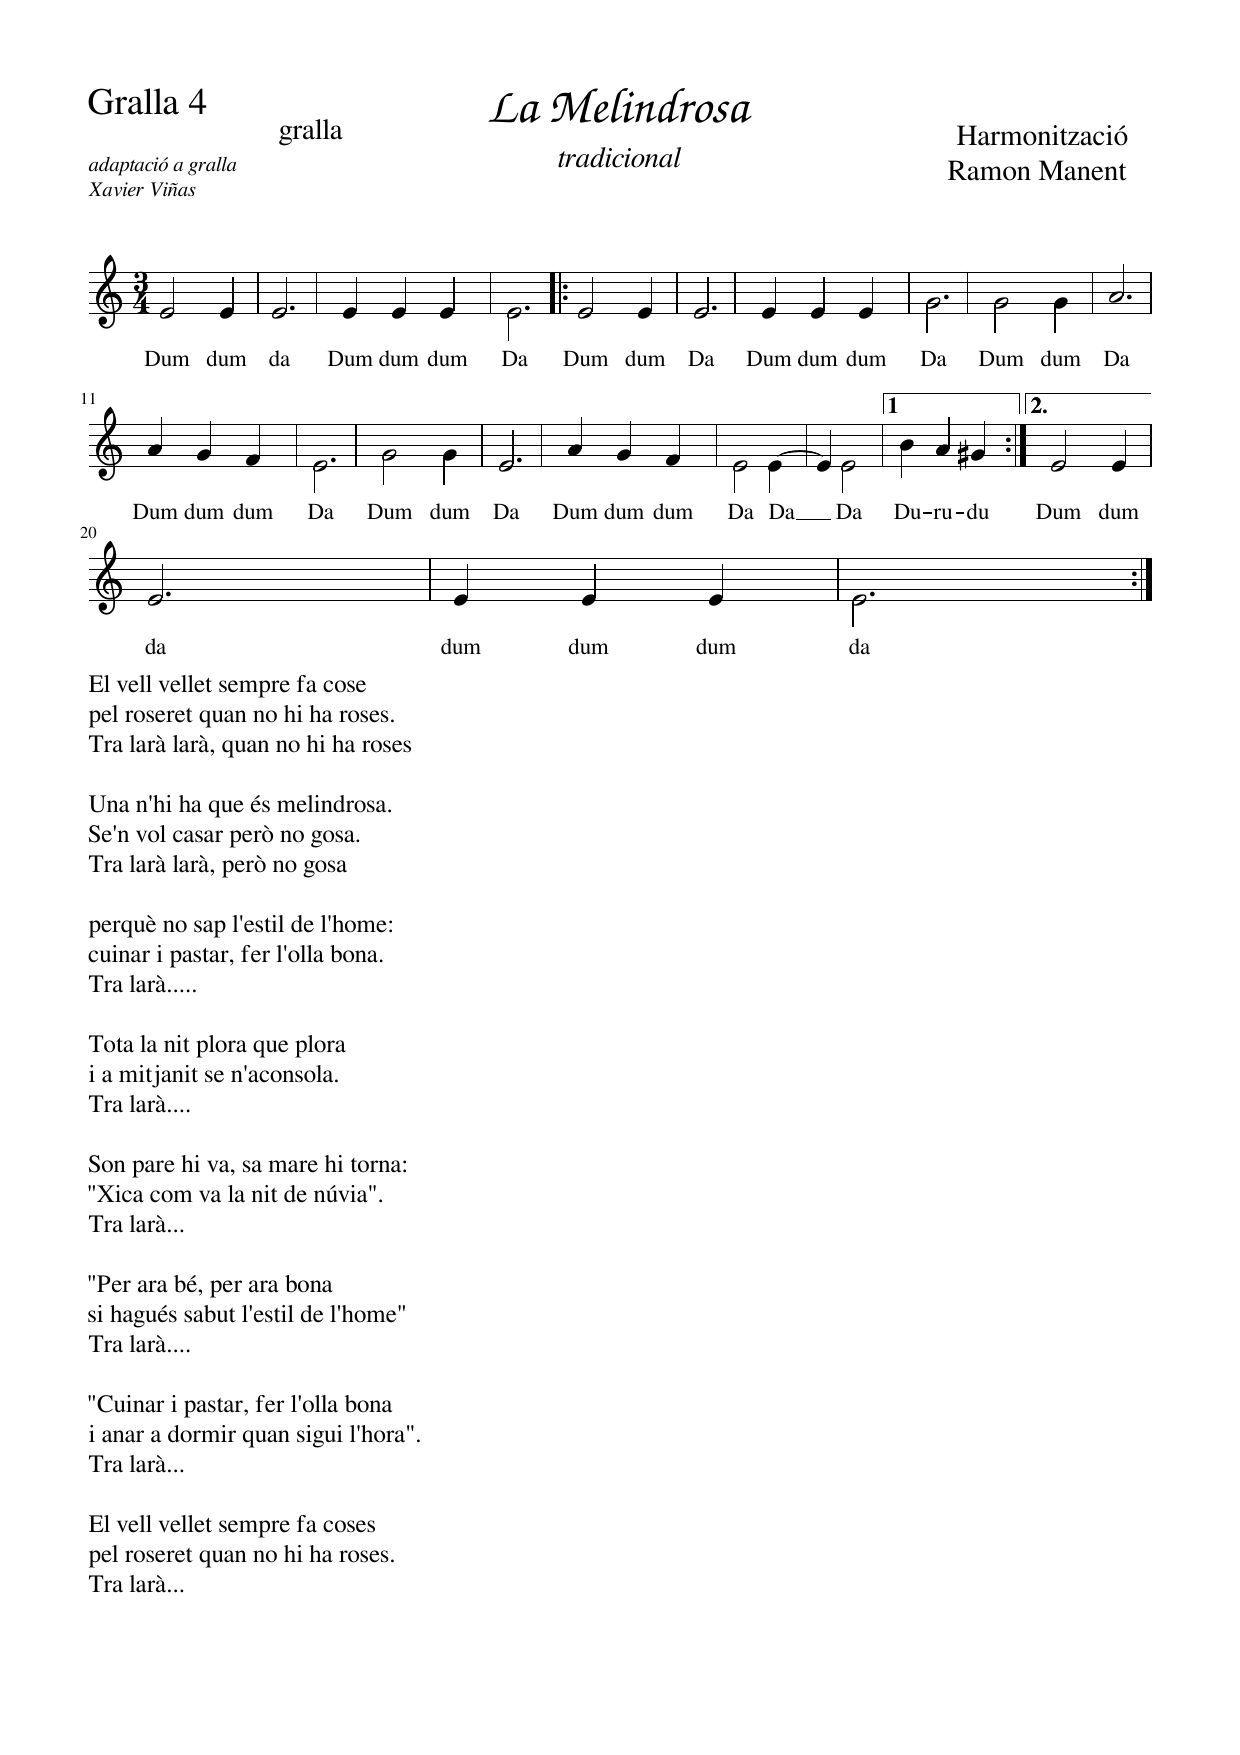 Gralla 4
gralla
La Melindrosa
tradicional
adaptació a gralla
Xavier Viñas
Harmonització
Ramon Manent
3
4
Dum dum da Dum dum dum Da Dum dum Da Dum dum dum Da Dum dum Da
11
1
2.
Dum dum dum Da Dum dum Da Dum dum dum Da Da___ Da Du-ru-du Dum dum
20
da dum dum dum da
El vell vellet sempre fa cose
pel roseret quan no hi ha roses.
Tra larà larà, quan no hi ha roses
Una n'hi ha que és melindrosa.
Se'n vol casar però no gosa.
Tra larà larà, però no gosa
perquè no sap l'estil de l'home:
cuinar i pastar, fer l'olla bona.
Tra larà.....
Tota la nit plora que plora
i a mitjanit se n'aconsola.
Tra larà....
Son pare hi va, sa mare hi torna:
"Xica com va la nit de núvia".
Tra larà...
"Per ara bé, per ara bona
si hagués sabut l'estil de l'home"
Tra larà....
"Cuinar i pastar, fer l'olla bona
i anar a dormir quan sigui l'hora".
Tra larà...
El vell vellet sempre fa coses
pel roseret quan no hi ha roses.
Tra larà...